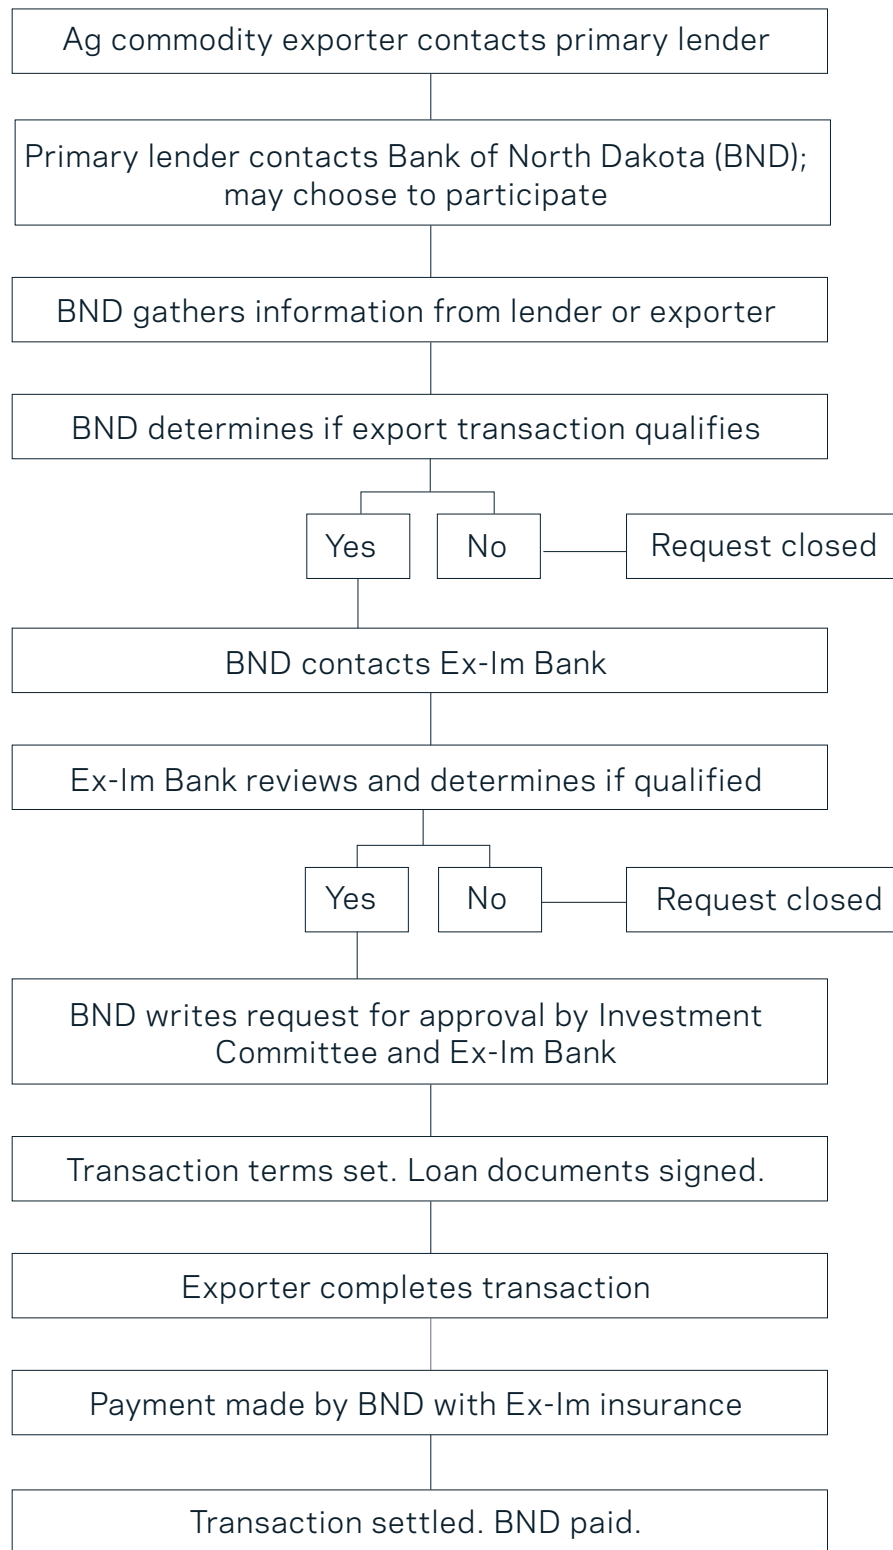 Ag commodity exporter contacts primary lender
Primary lender contacts Bank of North Dakota (BND);
may choose to participate
BND gathers information from lender or exporter
BND determines if export transaction qualifies
Yes
No
Request closed
BND contacts Ex-Im Bank
Ex-Im Bank reviews and determines if qualified
Yes
No
Request closed
BND writes request for approval by Investment
Committee and Ex-Im Bank
Transaction terms set. Loan documents signed.
Exporter completes transaction
Payment made by BND with Ex-Im insurance
Transaction settled. BND paid.